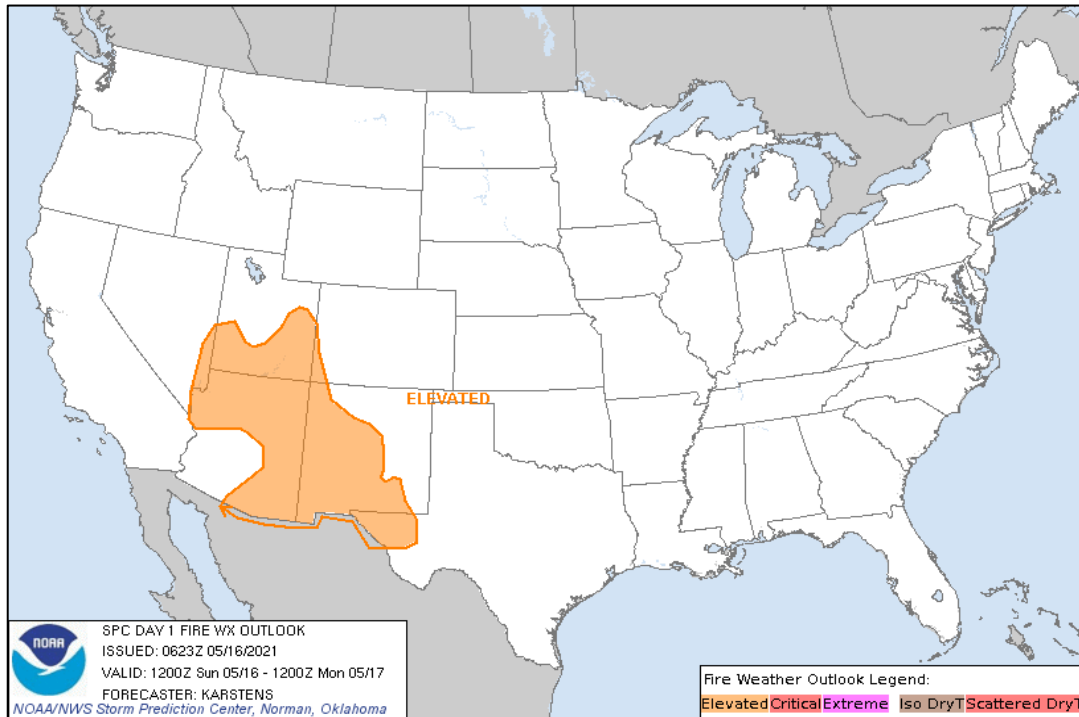 ELEVATED
NOAA
SPC DAY 1 FIRE WX OUTLOOK
ISSUED: 0623Z 05/16/2021
VALID: 1200Z Sun 05/16 - 1200Z Mon 05/17
FORECASTER: KARSTENS
NOAA/NWS Storm Prediction Center, Norman, Oklahoma
Fire Weather Outlook Legend:
Elevated Critical Extreme Iso DryT Scattered DryT